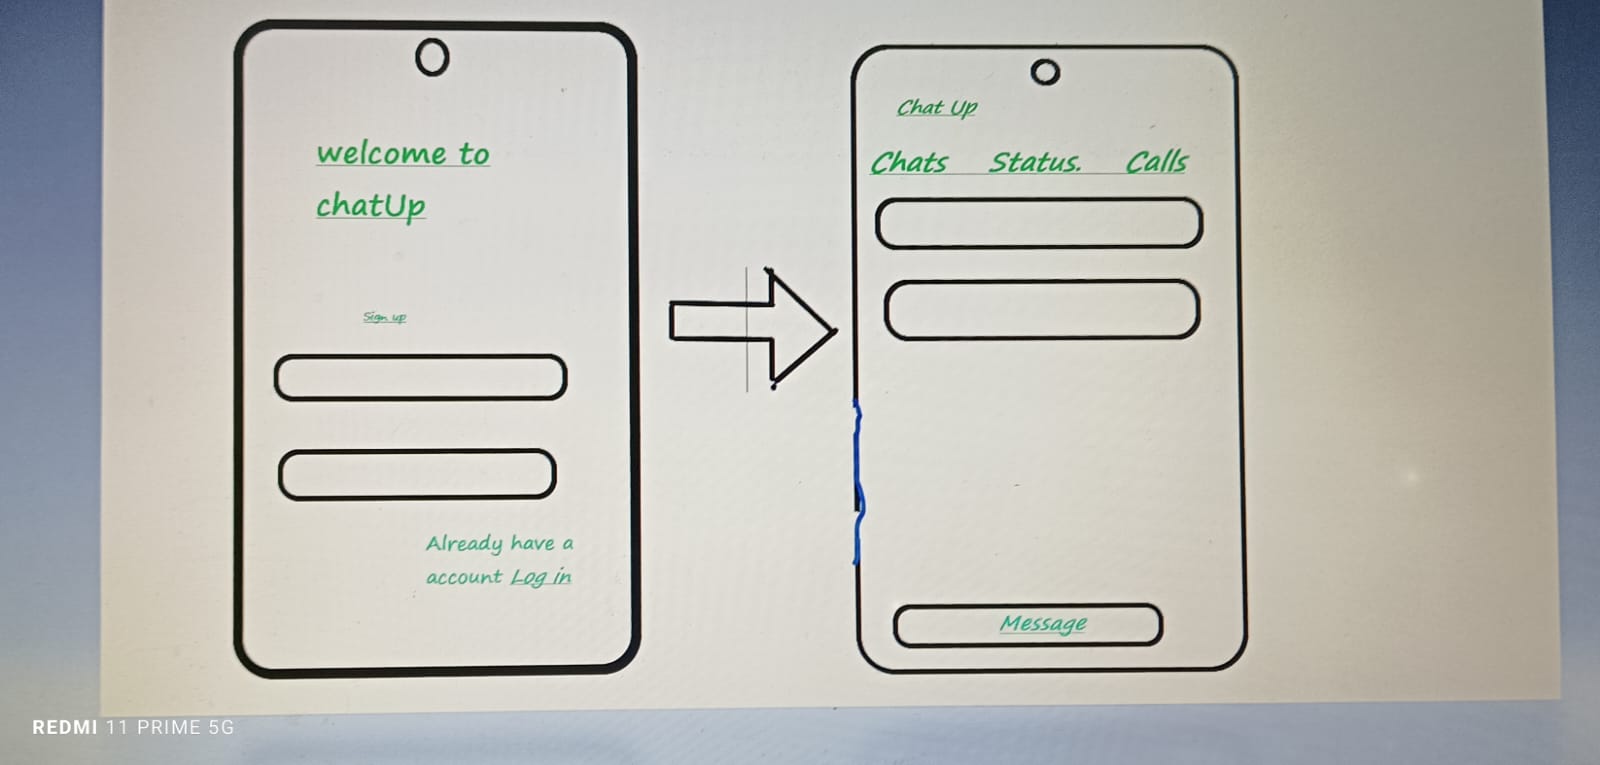 welcome to
chatUp
Sign up
Already have a
account Log in
Chat Up
Chats Status. Calls
Message
REDMI 11 PRIME 5G